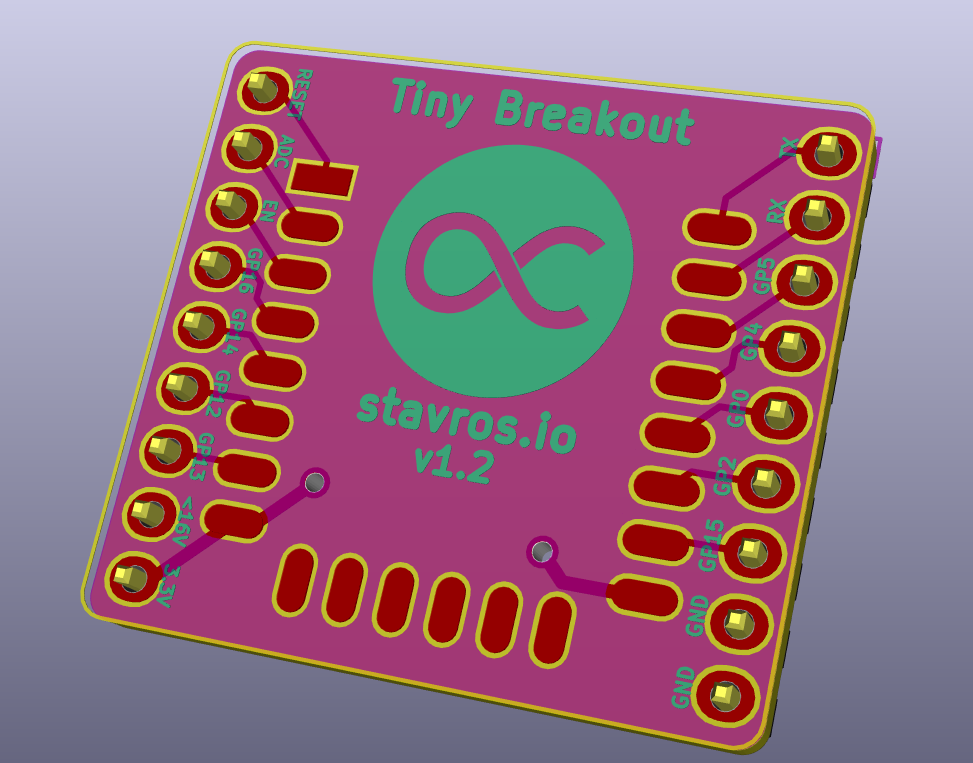 Tiny Breakout
stavros.io
v1.2
RESET
ADC
EN
GP16
GP14
GP12
GP13
<16V
3.3V
TX
RX
GP5
GP4
GP0
GP2
GP15
GND
GND